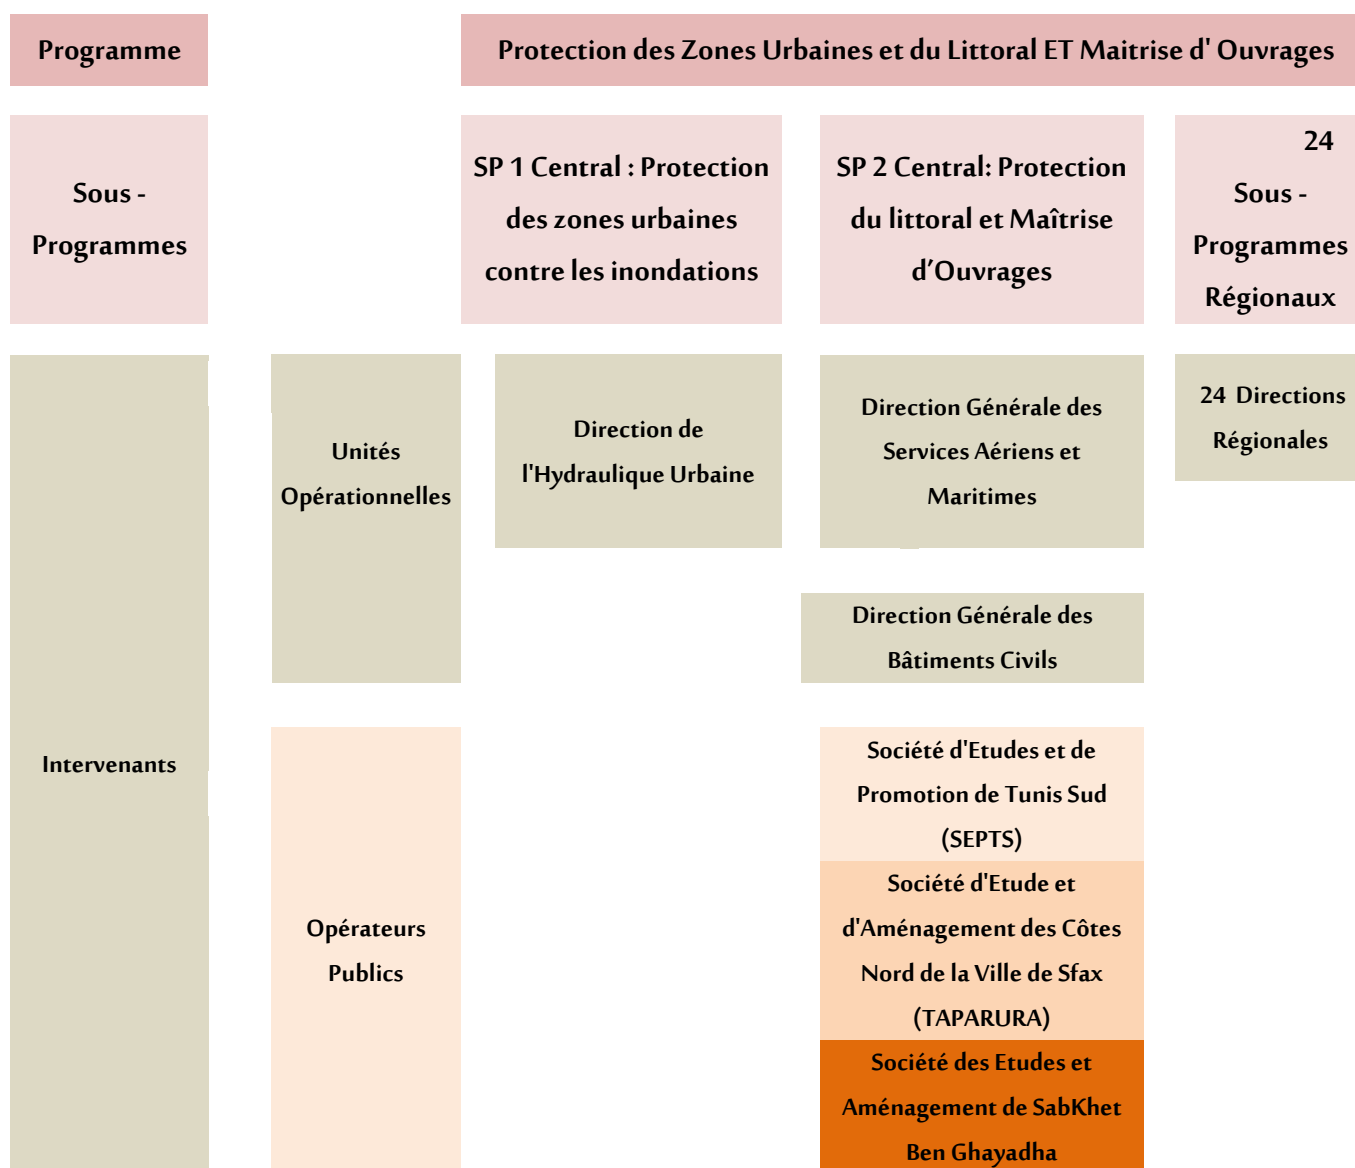 Programme
Protection des Zones Urbaines et du Littoral ET Maitrise d' Ouvrages
Sous -
Programmes
SP 1 Central : Protection
des zones urbaines
contre les inondations
SP 2 Central: Protection
du littoral et Maîtrise
d’Ouvrages
24
Sous -
Programmes
Régionaux
Intervenants
Unités
Opérationnelles
Direction de
l'Hydraulique Urbaine
Direction Générale des
Services Aériens et
Maritimes
24 Directions
Régionales
Direction Générale des
Bâtiments Civils
Opérateurs
Publics
Société d'Etudes et de
Promotion de Tunis Sud
(SEPTS)
Société d'Etude et
d'Aménagement des Côtes
Nord de la Ville de Sfax
(TAPARURA)
Société des Etudes et
Aménagement de SabKhet
Ben Ghayadha